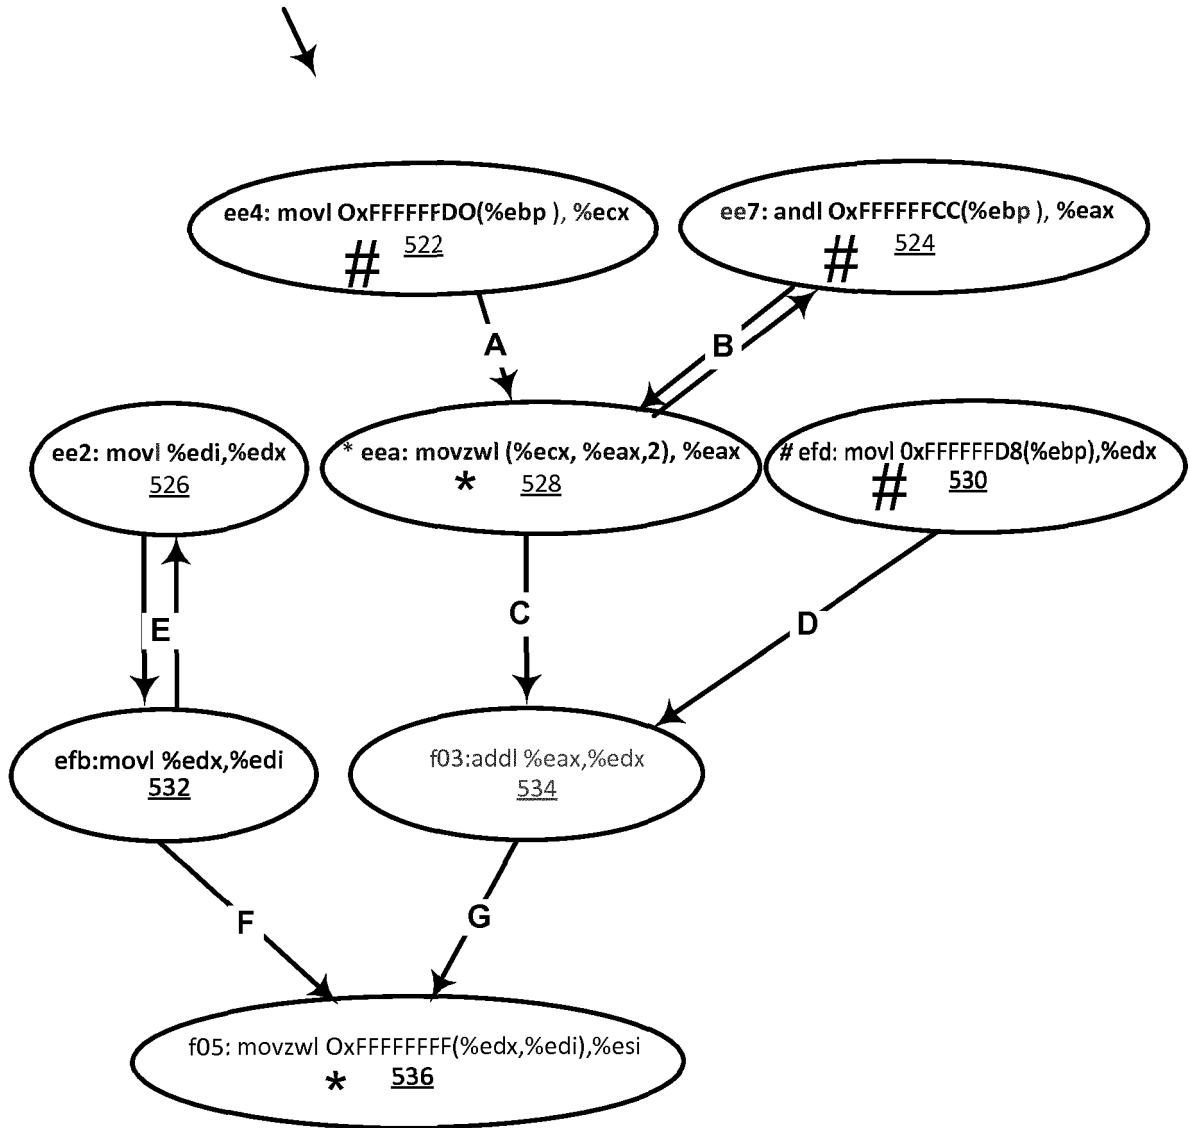 ee4: movl OxFFFFFFDO(%ebp ), %ecx
# 522
ee7: andl OxFFFFFFCC(%ebp ), %eax
# 524
A
B
ee2: movl %edi,%edx
526
* eea: movzwl (%ecx, %eax,2), %eax
* 528
# efd: movl 0xFFFFFFD8(%ebp),%edx
# 530
C
D
E
efb:movl %edx,%edi
532
f03:addl %eax,%edx
534
F
G
f05: movzwl OxFFFFFFFF(%edx,%edi),%esi
* 536